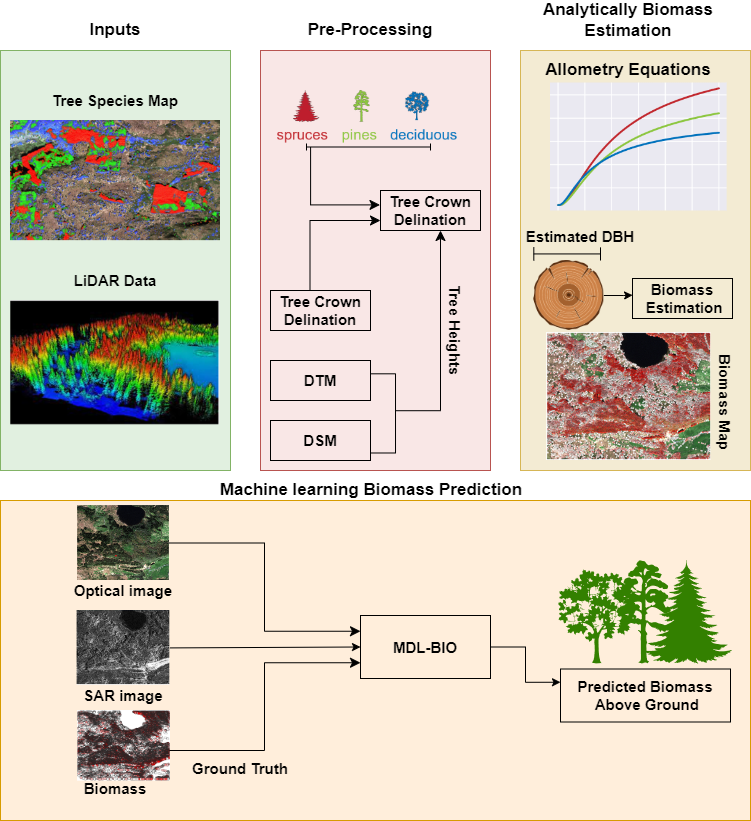 Inputs
Tree Species Map
LiDAR Data
Pre-Processing
spruces
pines
deciduous
Tree Crown
Delination
Tree Crown
Delination
Tree Heights
DTM
DSM
Analytically Biomass
Estimation
Allometry Equations
Estimated DBH
Biomass
Estimation
Biomass Map
Machine learning Biomass Prediction
Optical image
SAR image
Biomass
Ground Truth
MDL-BIO
Predicted Biomass
Above Ground